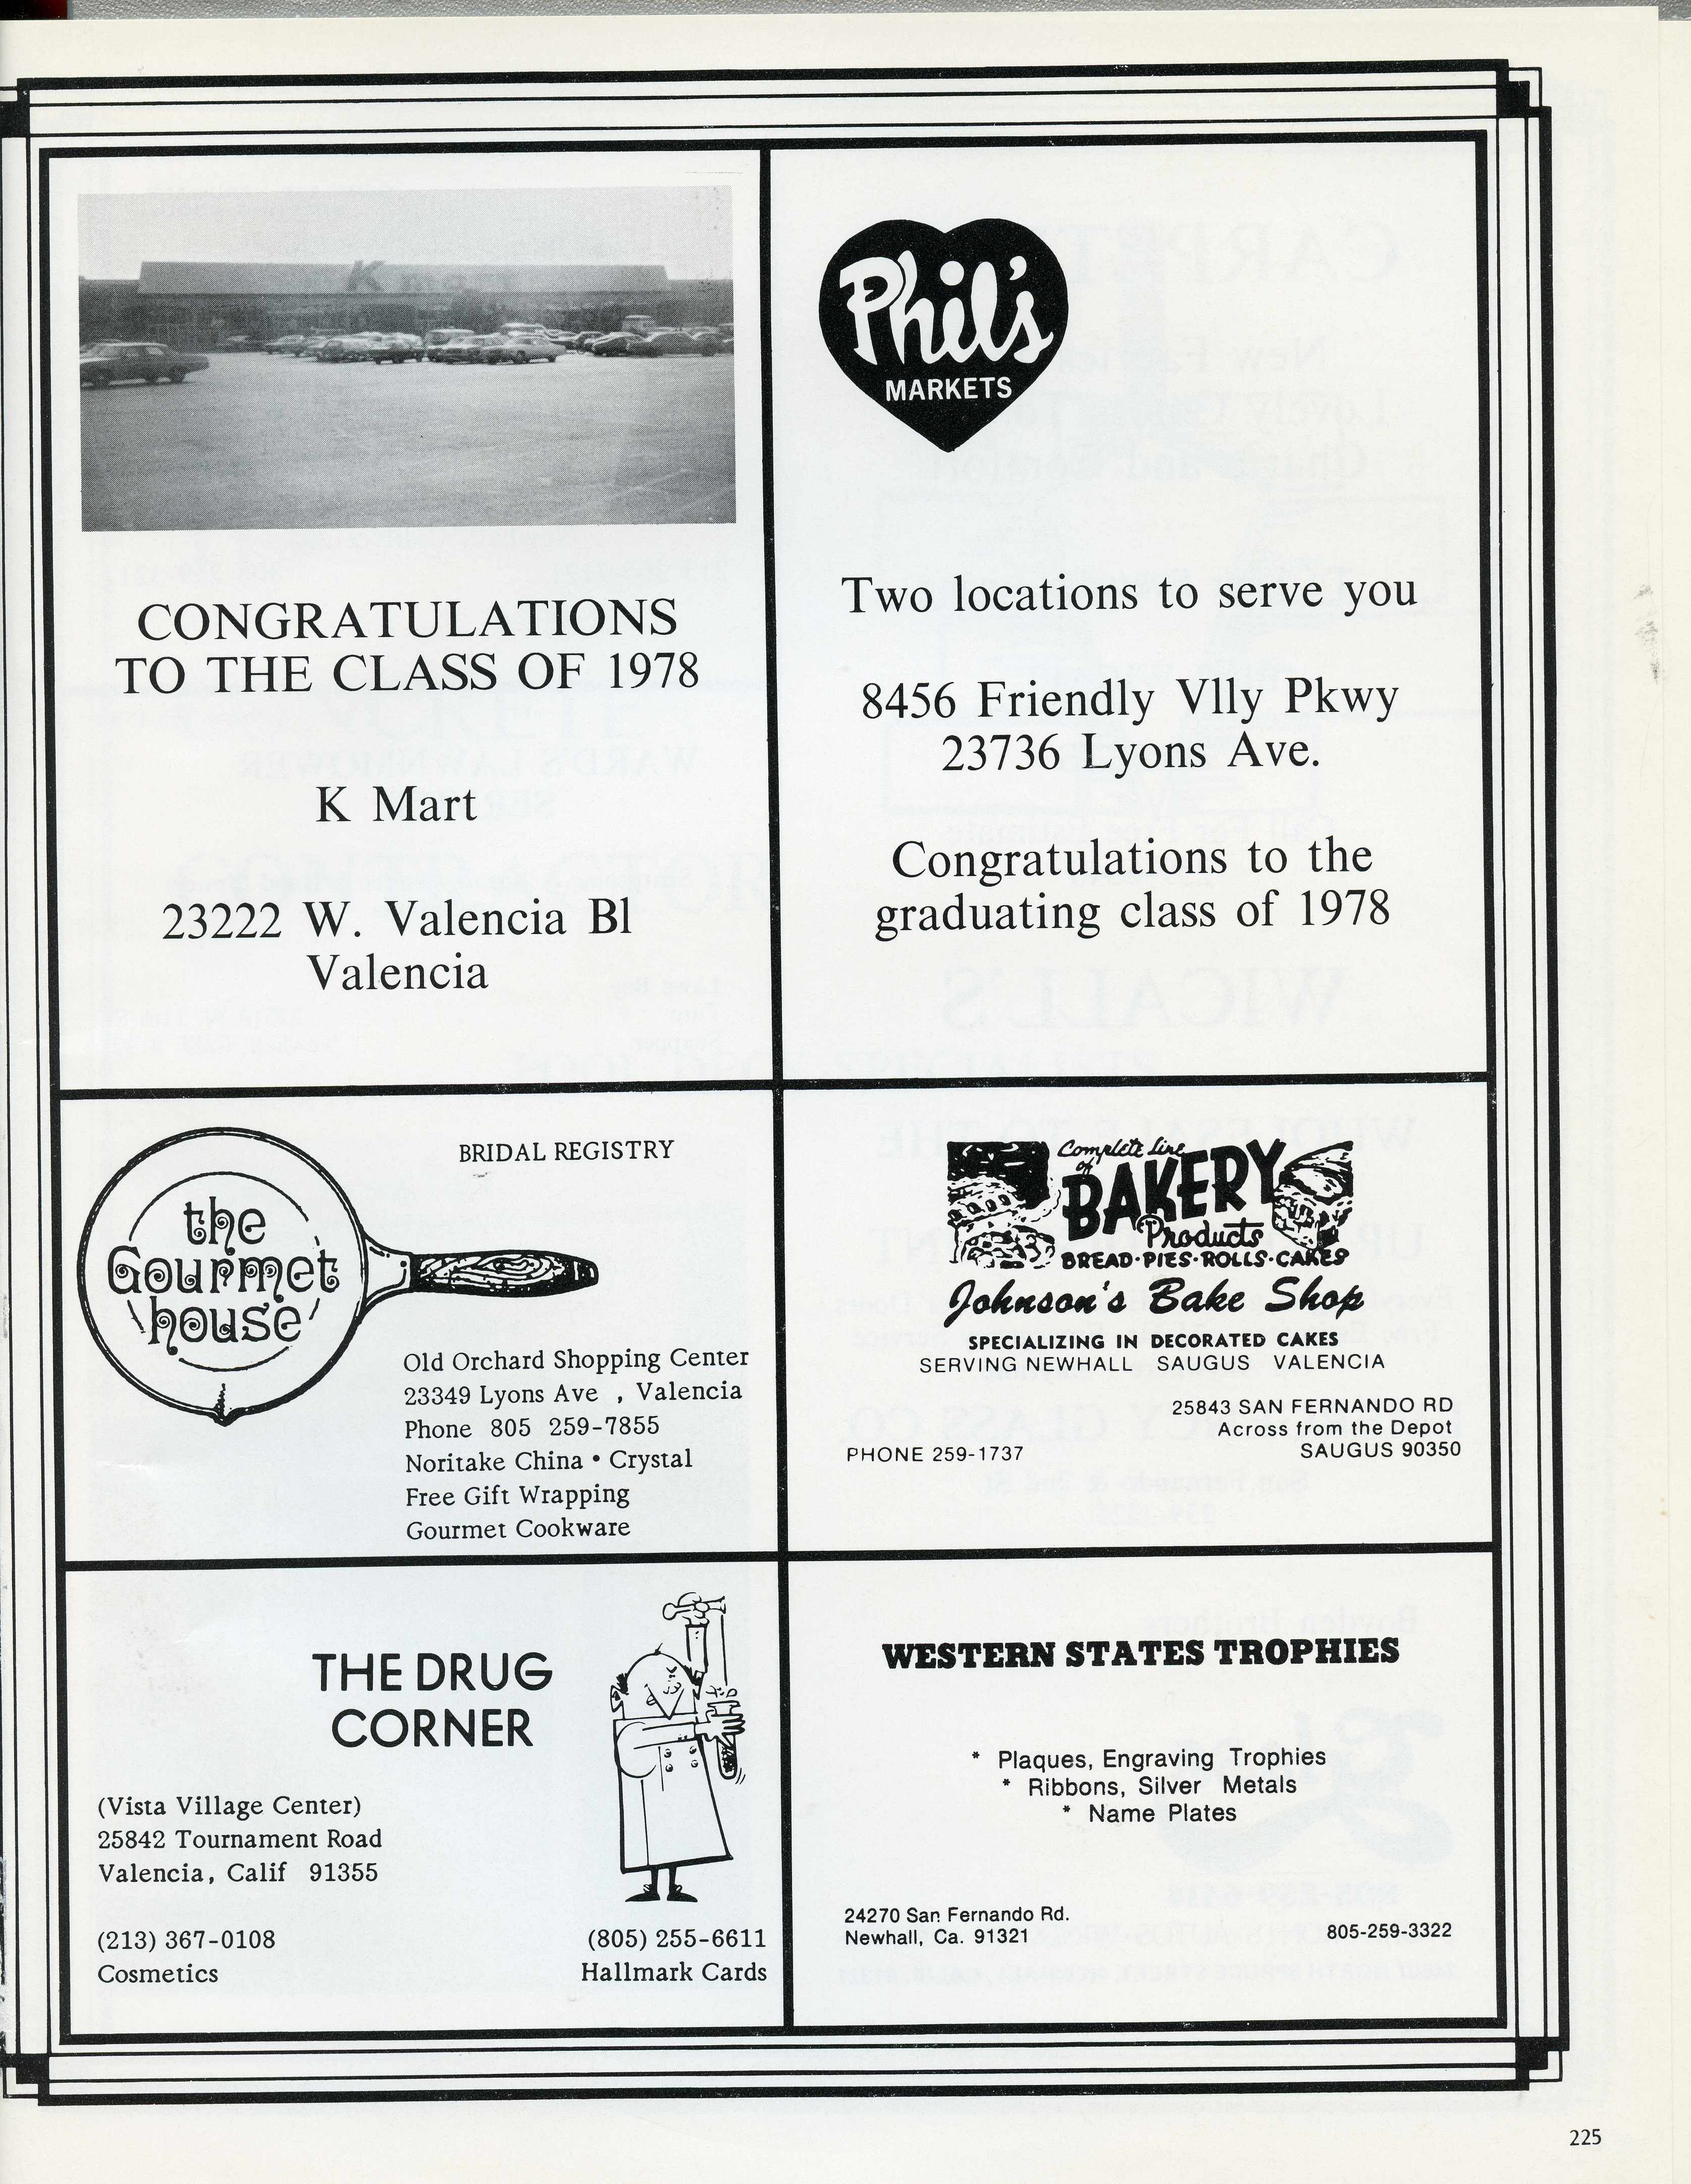 K mart
CONGRATULATIONS
TO THE CLASS OF 1978
K Mart
23222 W. Valencia Bl
Valencia
Phil's
MARKETS
Two locations to serve you
8456 Friendly Vlly Pkwy
23736 Lyons Ave.
Congratulations to the
graduating class of 1978
the
Gourmet
house
BRIDAL REGISTRY
Old Orchard Shopping Center
23349 Lyons Ave , Valencia
Phone 805 259-7855
Noritake China • Crystal
Free Gift Wrapping
Gourmet Cookware
Complete Line
of
BAKERY
Products
BREAD·PIES·ROLLS·CAKES
Johnson's Bake Shop
SPECIALIZING IN DECORATED CAKES
SERVING NEWHALL SAUGUS VALENCIA
25843 SAN FERNANDO RD
Across from the Depot
PHONE 259-1737 SAUGUS 90350
THE DRUG
CORNER
(Vista Village Center)
25842 Tournament Road
Valencia, Calif 91355
(213) 367-0108 (805) 255-6611
Cosmetics Hallmark Cards
WESTERN STATES TROPHIES
* Plaques, Engraving Trophies
* Ribbons, Silver Metals
* Name Plates
24270 San Fernando Rd.
Newhall, Ca. 91321 805-259-3322
225